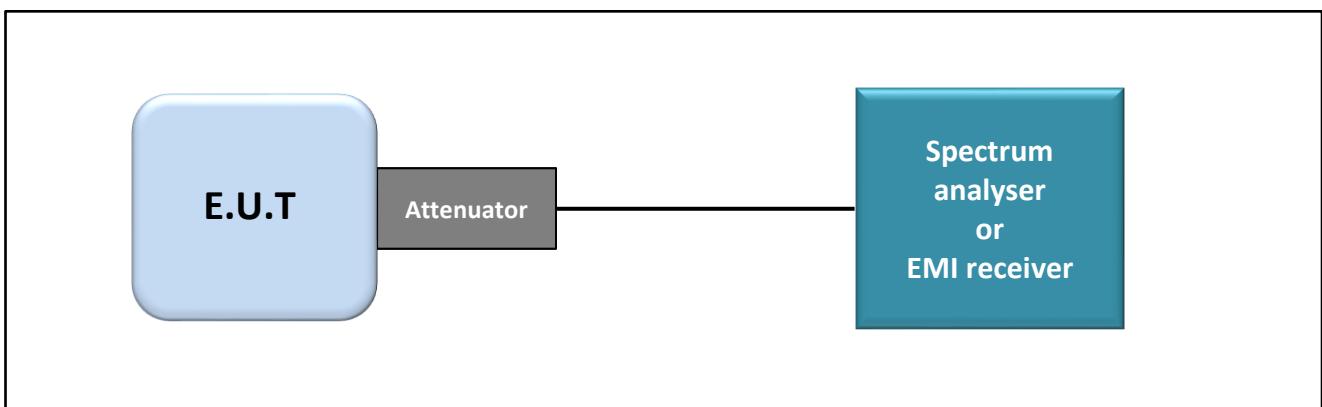 E.U.T
Attenuator
Spectrum
analyser
or
EMI receiver